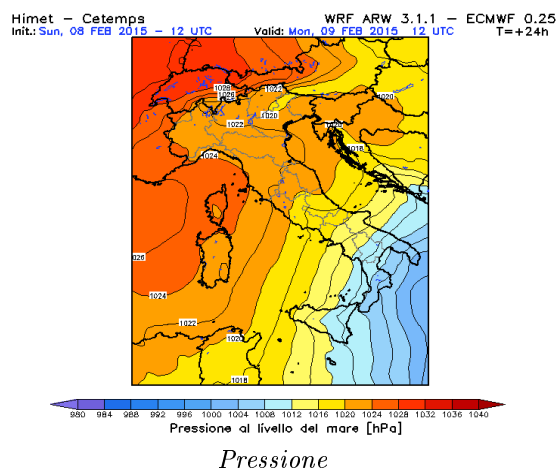 Himet – Cetemps WRF ARW 3.1.1 – ECMWF 0.25
Init.: Sun, 08 FEB 2015 – 12 UTC Valid: Mon, 09 FEB 2015 12 UTC T=+24h
1028
1026
1022
1020
1020
1022
1018
1024
026
1024
1022
1020
1018
980 984 988 992 996 1000 1004 1008 1012 1016 1020 1024 1028 1032 1036 1040
Pressione al livello del mare [hPa]
Pressione